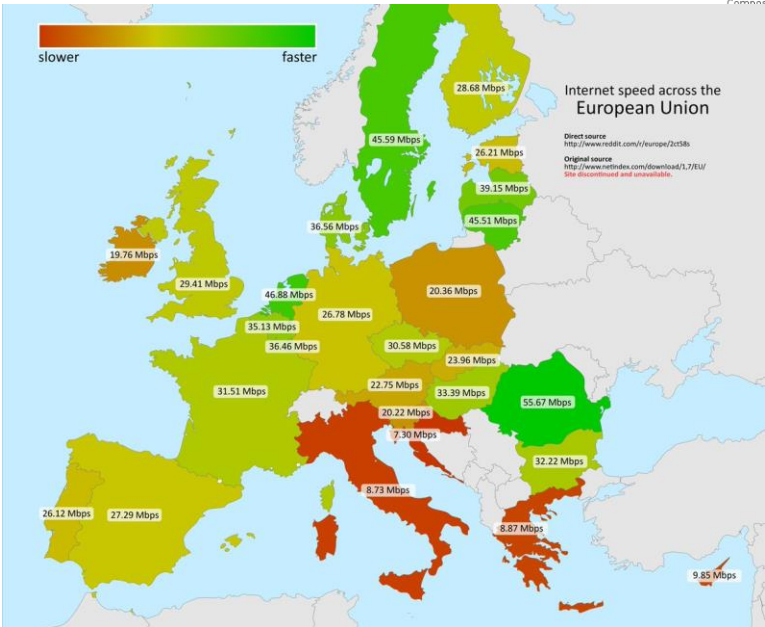 slower
faster
Internet speed across the
European Union
Direct source
http://www.reddit.com/r/europe/2ct58s
Original source
http://www.netindex.com/download/1,7/EU/
Site discontinued and unavailable.
28.68 Mbps
45.59 Mbps
26.21 Mbps
39.15 Mbps
45.51 Mbps
36.56 Mbps
19.76 Mbps
29.41 Mbps
46.88 Mbps
20.36 Mbps
26.78 Mbps
35.13 Mbps
36.46 Mbps
30.58 Mbps
23.96 Mbps
31.51 Mbps
22.75 Mbps
33.39 Mbps
55.67 Mbps
20.22 Mbps
7.30 Mbps
32.22 Mbps
8.73 Mbps
26.12 Mbps
27.29 Mbps
8.87 Mbps
9.85 Mbps